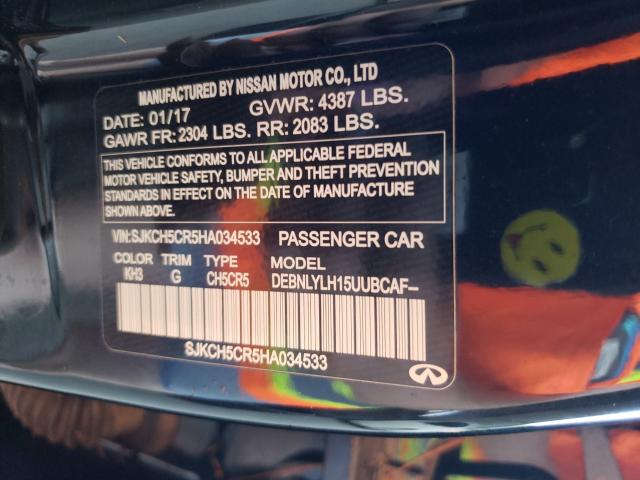 MANUFACTURED BY NISSAN MOTOR CO., LTD
DATE: 01/17 GVWR: 4387 LBS.
GAWR FR: 2304 LBS. RR: 2083 LBS.
THIS VEHICLE CONFORMS TO ALL APPLICABLE FEDERAL
MOTOR VEHICLE SAFETY, BUMPER AND THEFT PREVENTION
STANDARDS IN EFFECT ON THE DATE OF MANUFACTURE
SHOWN ABOVE.
VIN:SJKCH5CR5HA034533 PASSENGER CAR
COLOR TRIM TYPE MODEL
KH3 G CH5CR5 DEBNLYLH15UUBCAF-
SJKCH5CR5HA034533